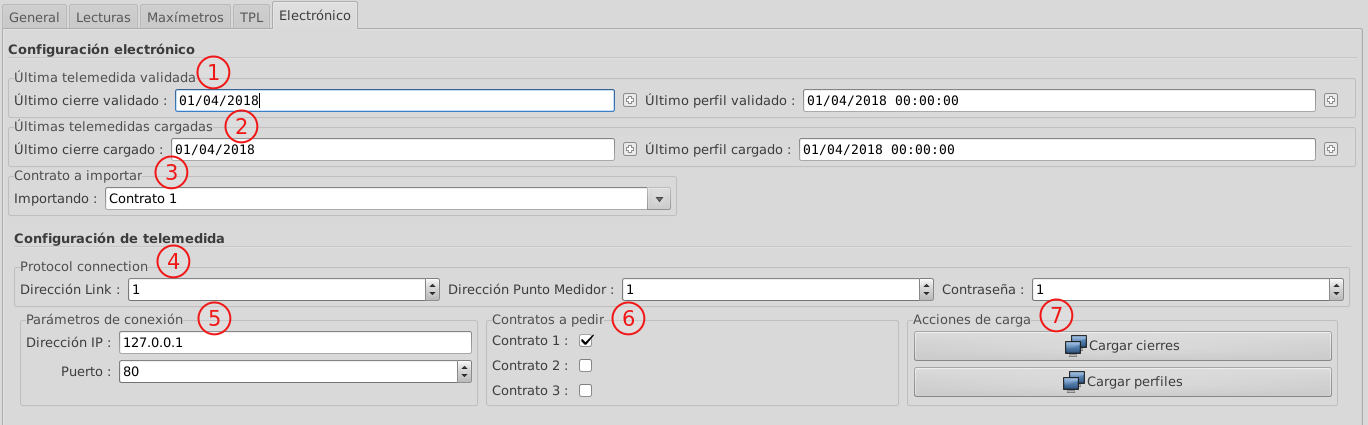 General Lecturas Maxímetros TPL Electrónico
Configuración electrónico
Última telemedida validada 1
Último cierre validado : 01/04/2018 Último perfil validado : 01/04/2018 00:00:00
Últimas telemedidas cargadas 2
Último cierre cargado : 01/04/2018 Último perfil cargado : 01/04/2018 00:00:00
Contrato a importar 3
Importando : Contrato 1
Configuración de telemedida
Protocol connection 4
Dirección Link : 1 Dirección Punto Medidor : 1 Contraseña : 1
Parámetros de conexión 5
Dirección IP : 127.0.0.1
Puerto : 80
Contratos a pedir 6
Contrato 1 :
Contrato 2 :
Contrato 3 :
Acciones de carga 7
Cargar cierres
Cargar perfiles